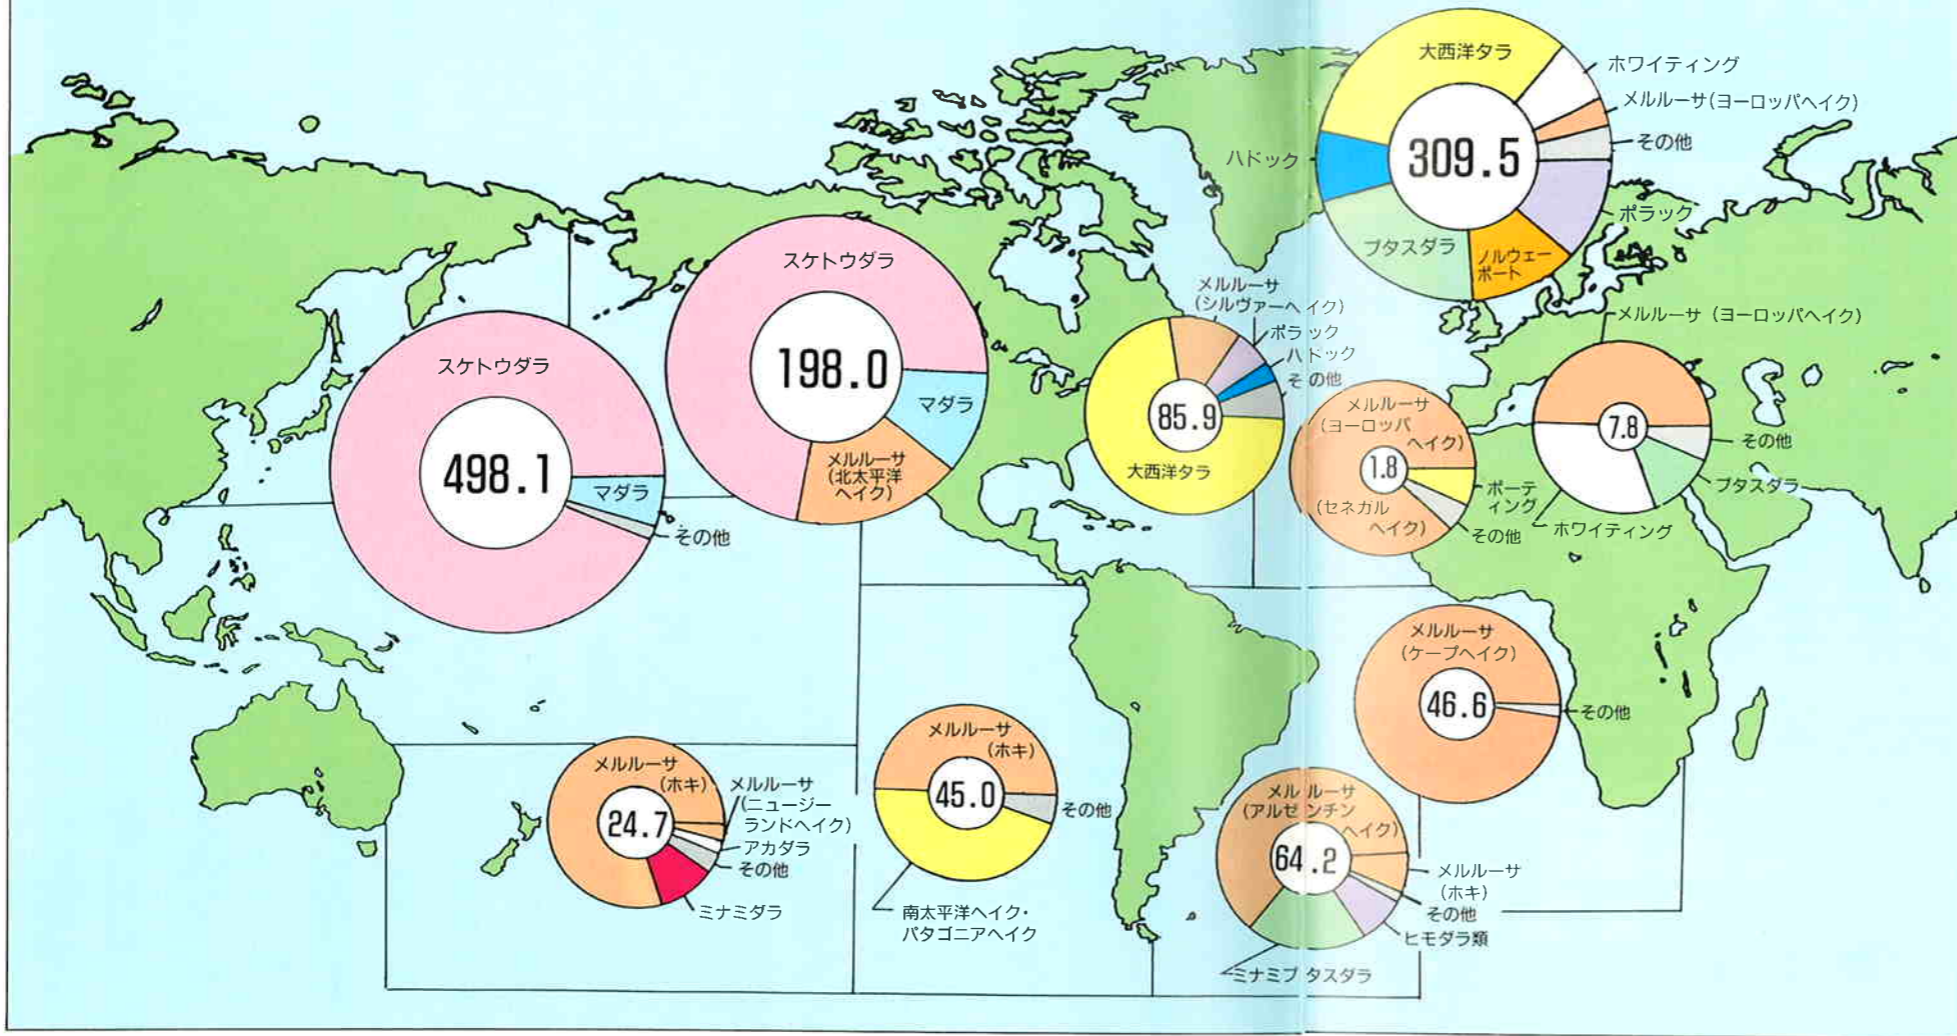 大西洋タラ
ホワイティング
メルルーサ(ヨーロッパヘイク)
その他
ハドック
309.5
ポラック
ブタスダラ
ノルウェー
ポート
スケトウダラ
198.0
マダラ
メルルーサ
(北太平洋
ヘイク)
メルルーサ
(シルヴァーヘイク)
ポラック
ハドック
その他
85.9
大西洋タラ
メルルーサ(ヨーロッパヘイク)
7.8
その他
ブタスダラ
ホワイティング
メルルーサ
(ヨーロッパ
ヘイク)
1.8
(セネガル
ヘイク)
ポーテ
ィング
その他
スケトウダラ
498.1
マダラ
その他
メルルーサ
(ケープヘイク)
46.6
その他
メルルーサ
(ホキ)
24.7
メルルーサ
(ニュージー
ランドヘイク)
アカダラ
その他
ミナミダラ
メルルーサ
(ホキ)
45.0
その他
南太平洋ヘイク・
パタゴニアヘイク
メルルーサ
(アルゼンチン
ヘイク)
64.2
メルルーサ
(ホキ)
その他
ヒモダラ類
ミナミブタスダラ